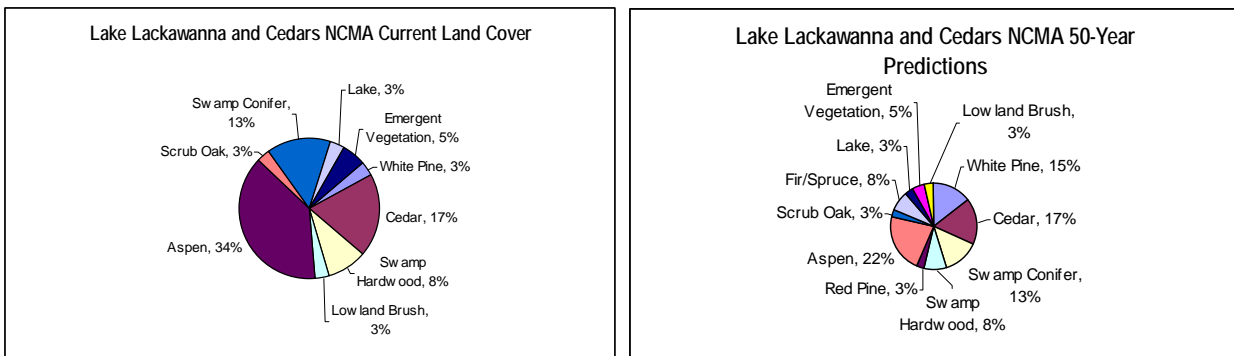 Lake Lackawanna and Cedars NCMA Current Land Cover
Lake, 3%
Swamp Conifer,
13%
Emergent
Vegetation, 5%
Scrub Oak, 3%
White Pine, 3%
Cedar, 17%
Aspen, 34%
Swamp
Hardwood, 8%
Lowland Brush,
3%
Lake Lackawanna and Cedars NCMA 50-Year
Predictions
Emergent
Vegetation, 5%
Lowland Brush,
3%
Lake, 3%
White Pine, 15%
Fir/Spruce, 8%
Scrub Oak, 3%
Cedar, 17%
Aspen, 22%
Swamp Conifer,
13%
Red Pine, 3%
Swamp
Hardwood, 8%